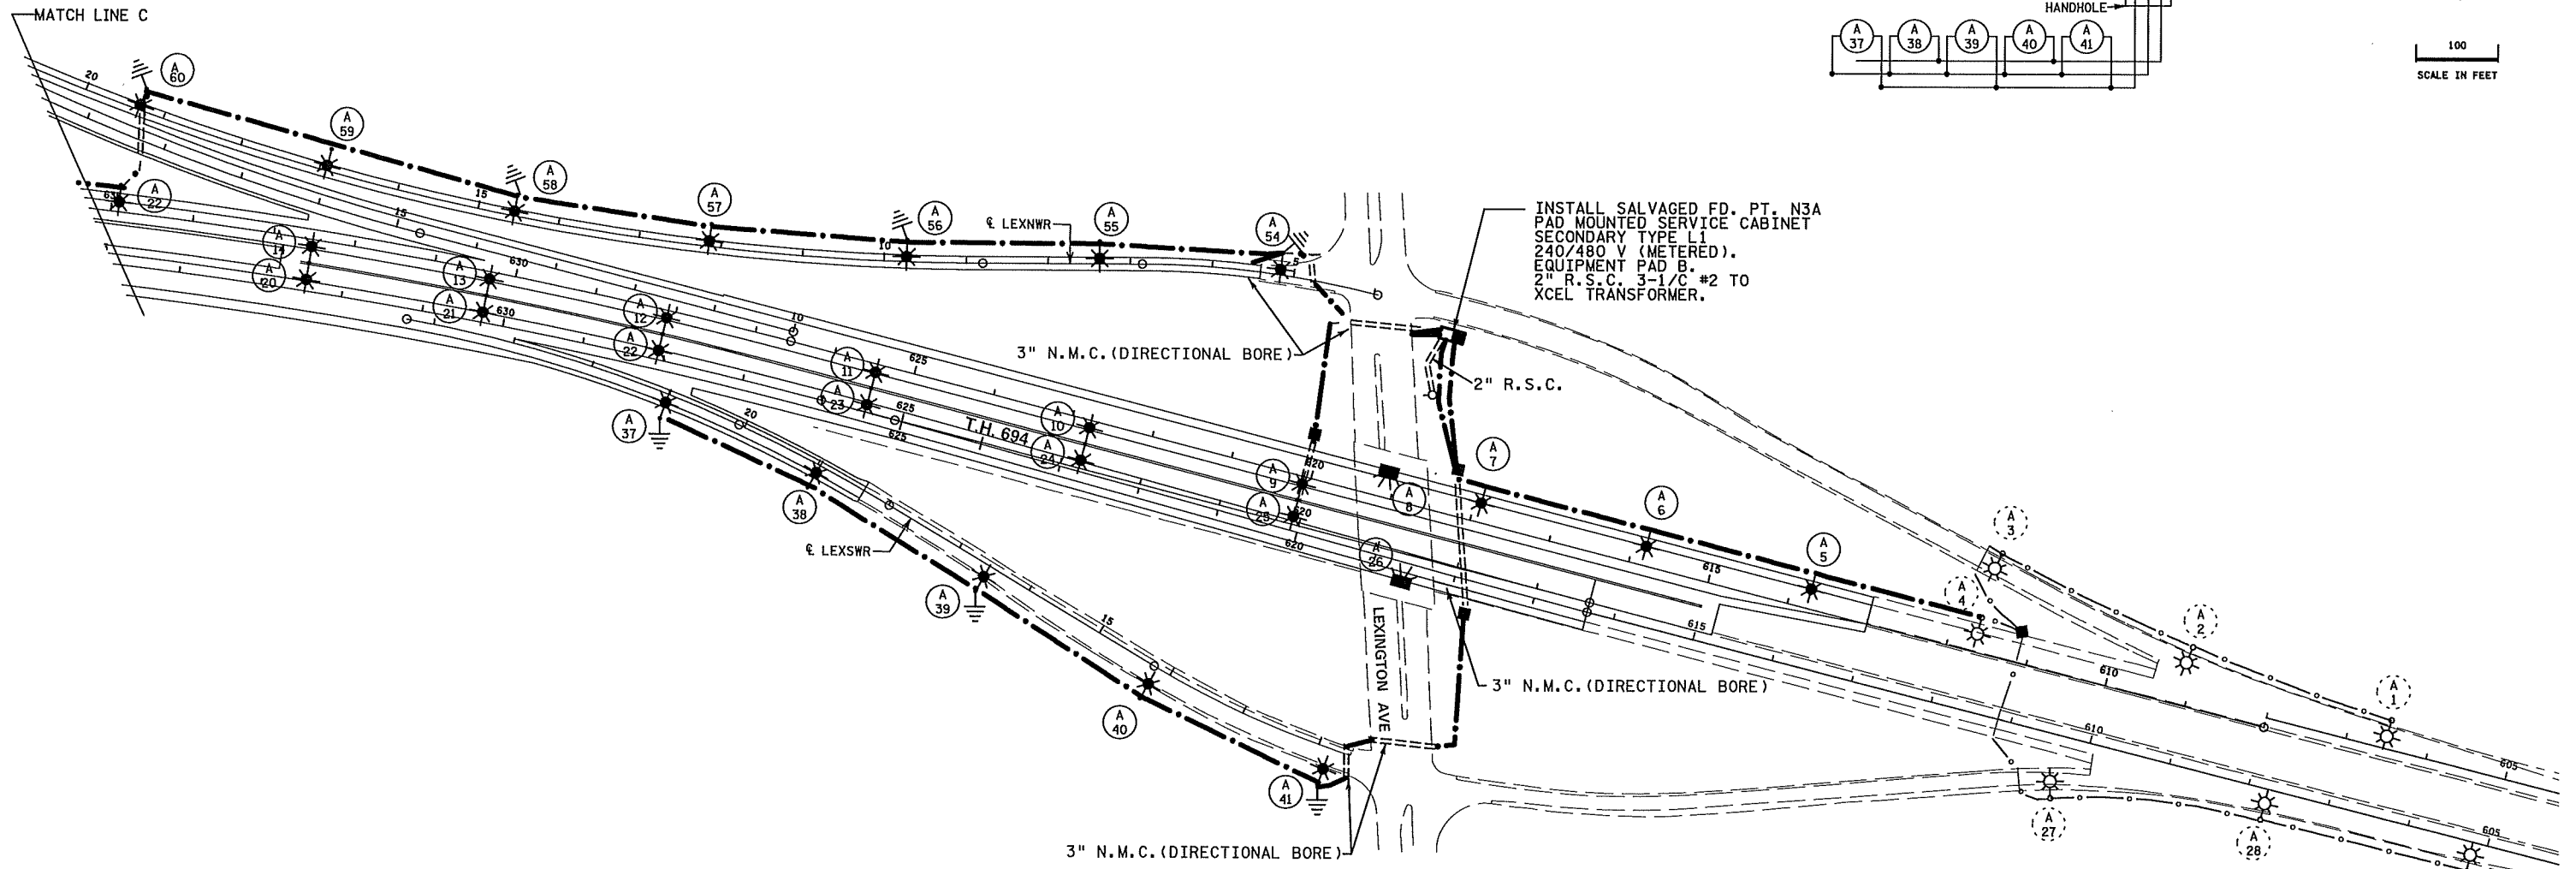 MATCH LINE C
HANDHOLE
A 37
A 38
A 39
A 40
A 41
100
SCALE IN FEET
20
A 60
A 59
A 58
A 57
A 56
A 55
A 54
15
15
10
℄ LEXNWR
5
A 22
A 14
A 20
A 13
A 21
630
630
A 12
A 22
10
A 11
A 23
625
625
625
T.H. 694
A 10
A 24
INSTALL SALVAGED FD. PT. N3A
PAD MOUNTED SERVICE CABINET
SECONDARY TYPE L1
240/480 V (METERED).
EQUIPMENT PAD B.
2" R.S.C. 3-1/C #2 TO
XCEL TRANSFORMER.
3" N.M.C.(DIRECTIONAL BORE)
2" R.S.C.
A 9
A 25
620
620
620
A 8
A 26
A 7
A 6
A 5
A 4
A 3
A 2
A 1
615
615
610
610
605
605
A 37
20
A 38
℄ LEXSWR
A 39
15
A 40
A 41
LEXINGTON AVE
3" N.M.C.(DIRECTIONAL BORE)
A 27
A 28
3" N.M.C.(DIRECTIONAL BORE)